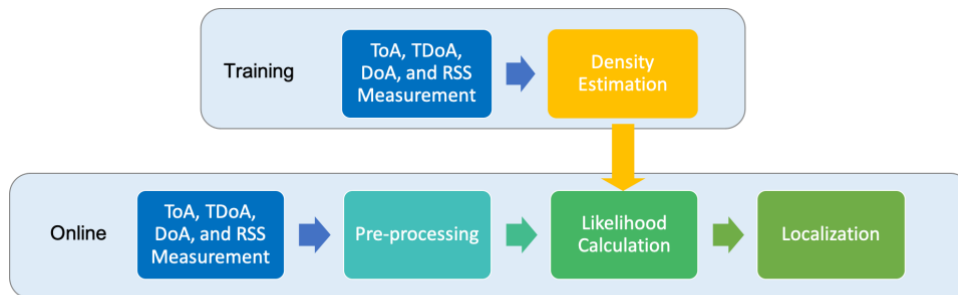 Training
ToA, TDoA,
DoA, and RSS
Measurement
Density
Estimation
Online
ToA, TDoA,
DoA, and RSS
Measurement
Pre-processing
Likelihood
Calculation
Localization